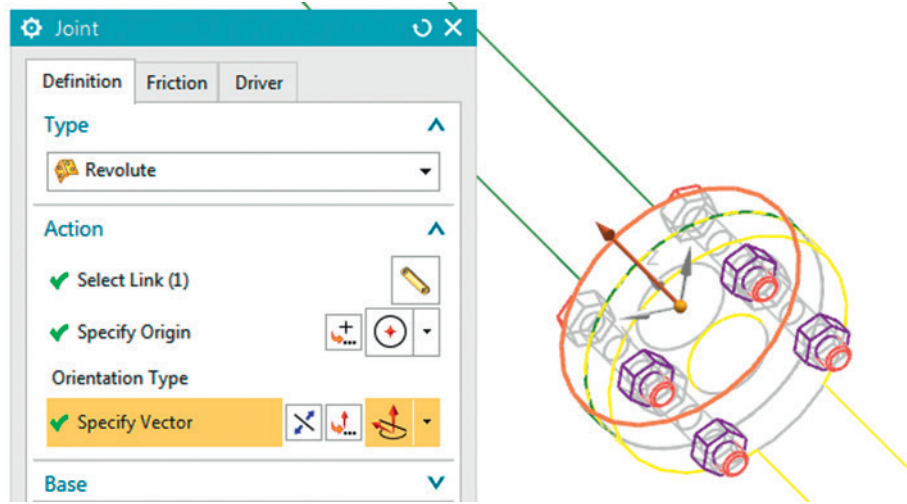 Joint
Definition Friction Driver
Type
Revolute
Action
Select Link (1)
Specify Origin
Orientation Type
Specify Vector
Base